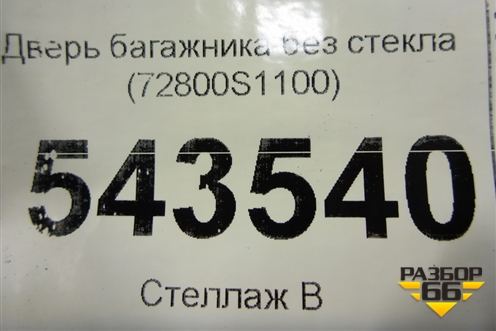 Дверь багажника без стекла
(72800S1100)
543540
Стеллаж В
РАЗБОР
66